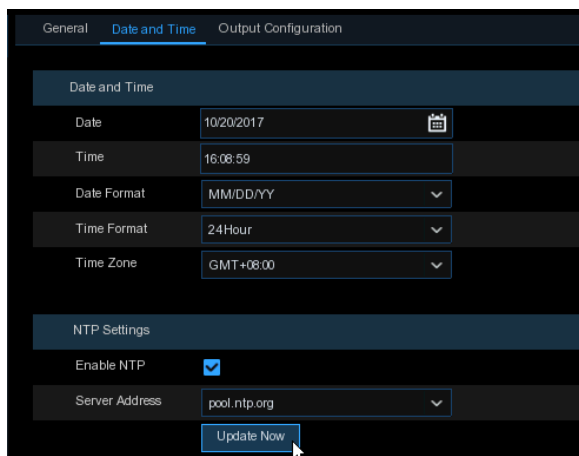 General Date and Time Output Configuration
Date and Time
Date 10/20/2017
Time 16:08:59
Date Format MM/DD/YY
Time Format 24Hour
Time Zone GMT+08:00
NTP Settings
Enable NTP
Server Address pool.ntp.org
Update Now